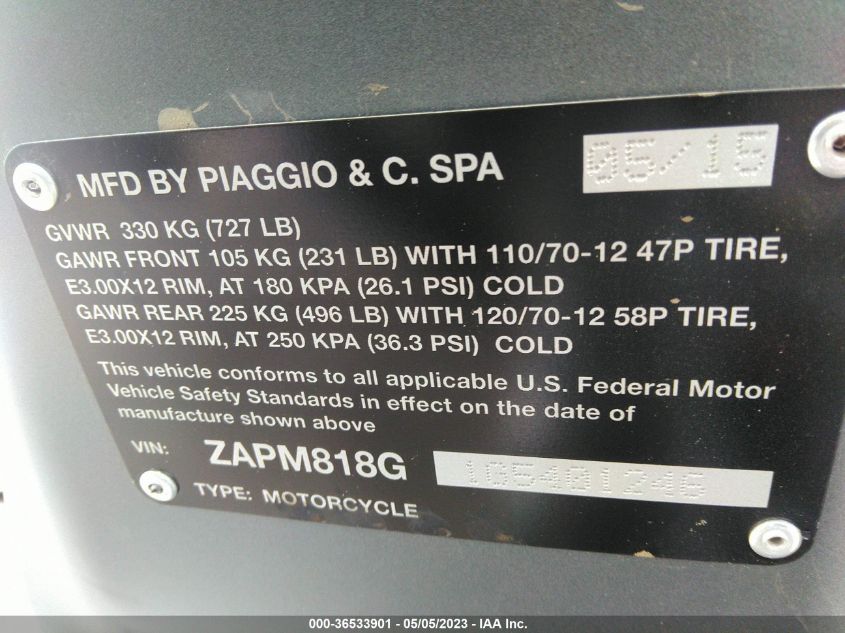 MFD BY PIAGGIO & C. SPA 05/15
GVWR 330 KG (727 LB)
GAWR FRONT 105 KG (231 LB) WITH 110/70-12 47P TIRE,
E3.00X12 RIM, AT 180 KPA (26.1 PSI) COLD
GAWR REAR 225 KG (496 LB) WITH 120/70-12 58P TIRE,
E3.00X12 RIM, AT 250 KPA (36.3 PSI) COLD
This vehicle conforms to all applicable U.S. Federal Motor
Vehicle Safety Standards in effect on the date of
manufacture shown above
VIN: ZAPM818G 1G5401246
TYPE: MOTORCYCLE
000-36533901 - 05/05/2023 - IAA Inc.